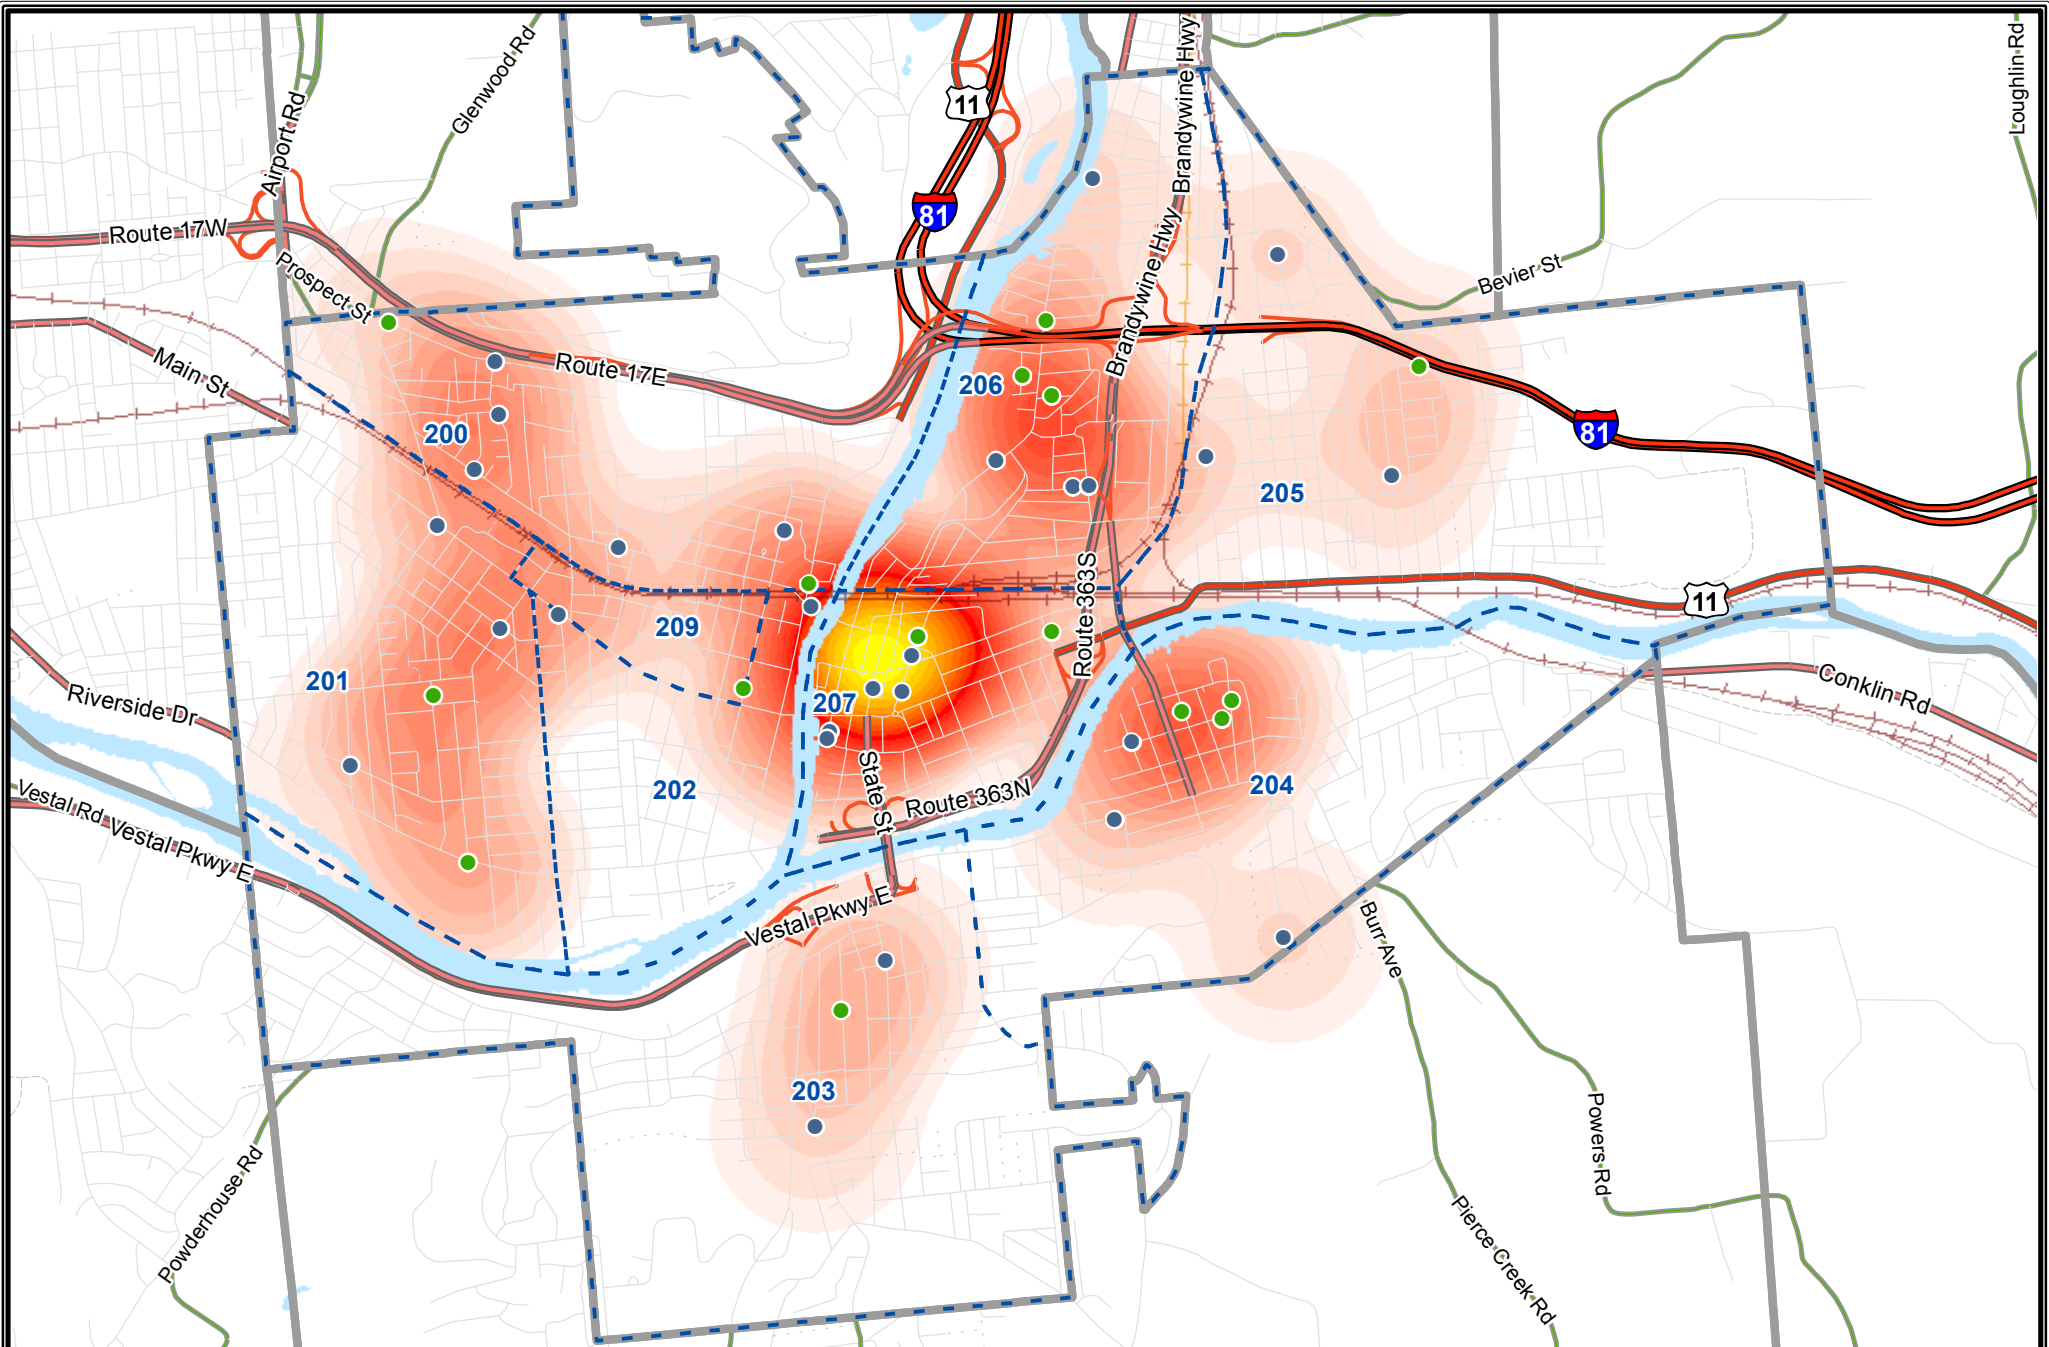 Glenwood Rd
Brandywine Hwy
Loughlin Rd
11
Airport Rd
Brandywine Hwy
81
Route 17W
Prospect St
Bevier St
Main St
Route 17E
Brandywine Hwy
206
200
81
205
Route 363S
11
209
201
Riverside Dr
207
Conklin Rd
202
State St
Route 363N
204
Vestal Rd
Vestal Pkwy E
Vestal Pkwy E
Burr Ave
203
Powers Rd
Powderhouse Rd
Pierce Creek Rd